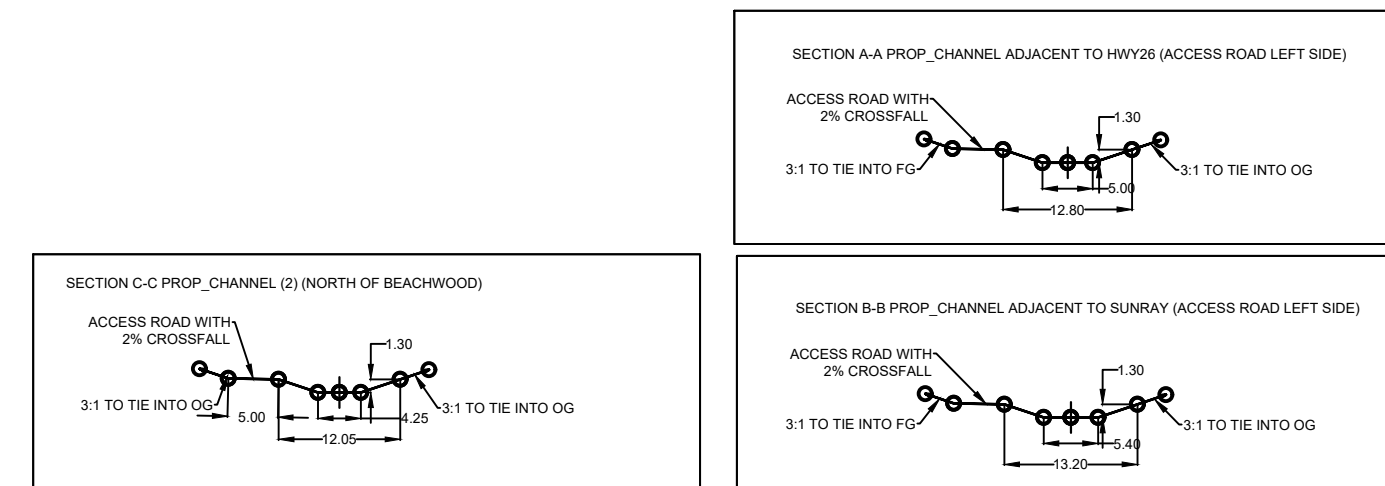 SECTION A-A PROP_CHANNEL ADJACENT TO HWY26 (ACCESS ROAD LEFT SIDE)
ACCESS ROAD WITH
2% CROSSFALL
1.30
3:1 TO TIE INTO FG
3:1 TO TIE INTO OG
5.00
12.80
SECTION C-C PROP_CHANNEL (2) (NORTH OF BEACHWOOD)
ACCESS ROAD WITH
2% CROSSFALL
1.30
3:1 TO TIE INTO OG
5.00
4.25
3:1 TO TIE INTO OG
12.05
SECTION B-B PROP_CHANNEL ADJACENT TO SUNRAY (ACCESS ROAD LEFT SIDE)
ACCESS ROAD WITH
2% CROSSFALL
1.30
3:1 TO TIE INTO FG
3:1 TO TIE INTO OG
5.40
13.20